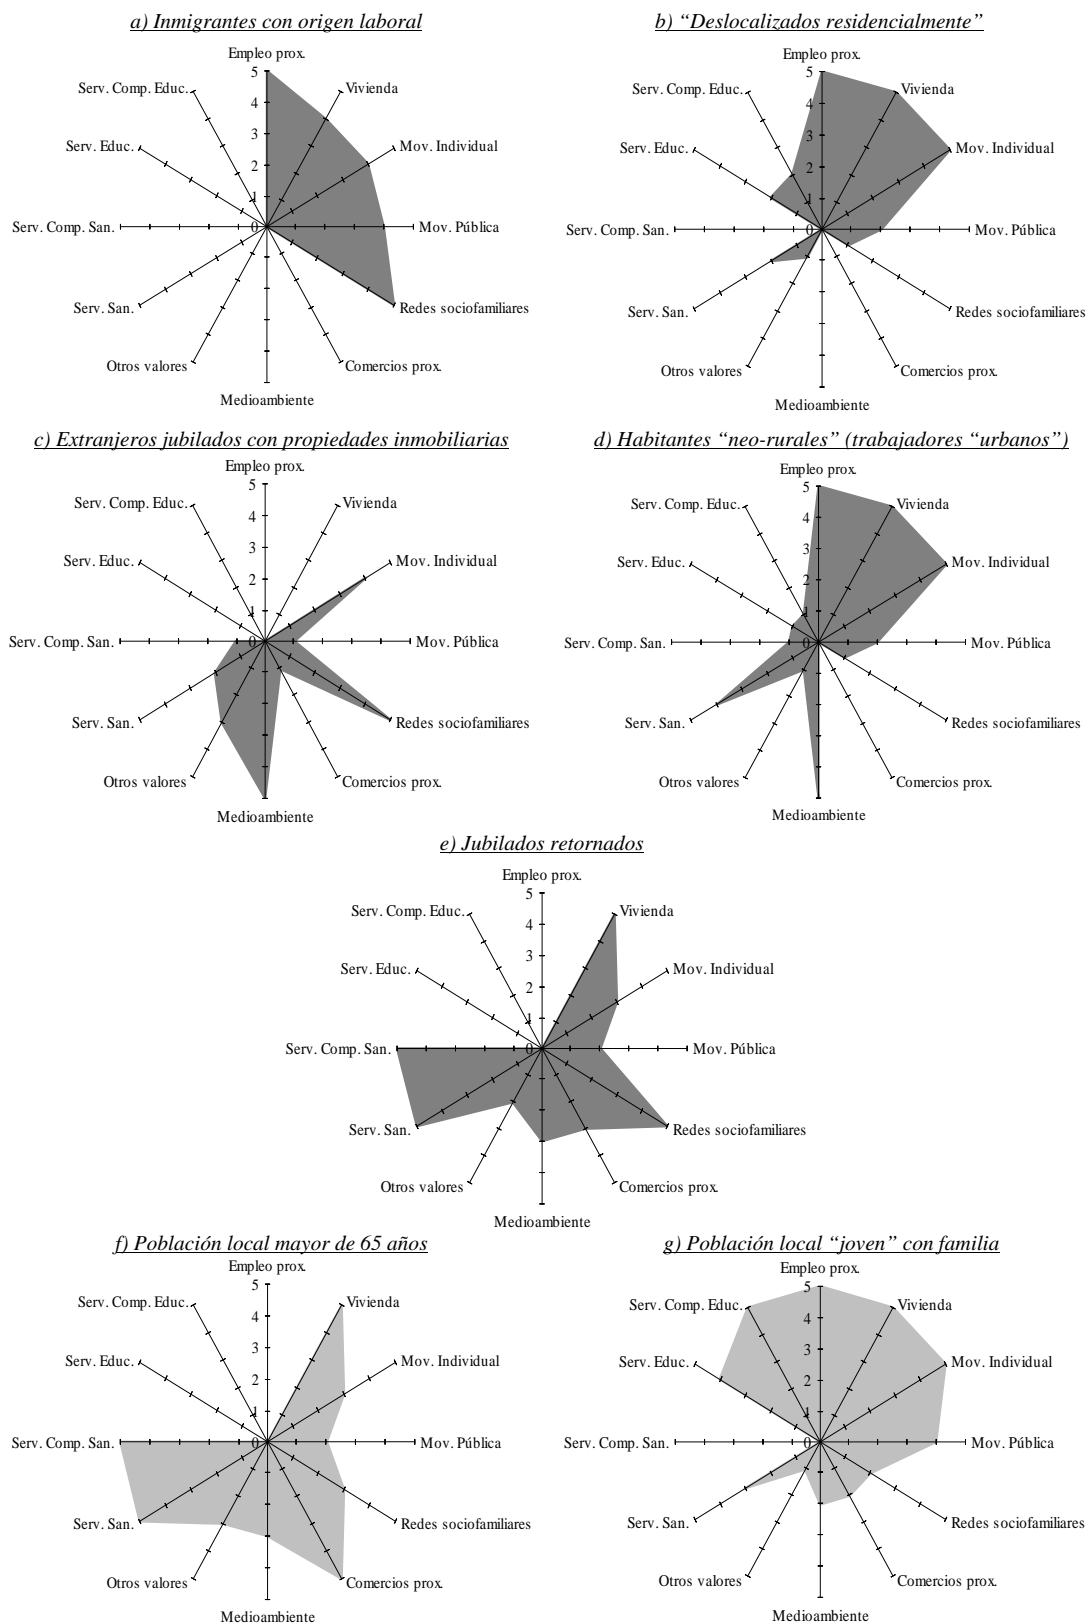 a) Inmigrantes con origen laboral
Empleo prox.
5
4
3
2
1
0
Vivienda
Mov. Individual
Mov. Pública
Redes sociofamiliares
Comercios prox.
Medioambiente
Otros valores
Serv. San.
Serv. Comp. San.
Serv. Educ.
Serv. Comp. Educ.
b) “Deslocalizados residencialmente”
Empleo prox.
5
4
3
2
1
0
Vivienda
Mov. Individual
Mov. Pública
Redes sociofamiliares
Comercios prox.
Medioambiente
Otros valores
Serv. San.
Serv. Comp. San.
Serv. Educ.
Serv. Comp. Educ.
c) Extranjeros jubilados con propiedades inmobiliarias
Empleo prox.
5
4
3
2
1
0
Vivienda
Mov. Individual
Mov. Pública
Redes sociofamiliares
Comercios prox.
Medioambiente
Otros valores
Serv. San.
Serv. Comp. San.
Serv. Educ.
Serv. Comp. Educ.
d) Habitantes “neo-rurales” (trabajadores “urbanos”)
Empleo prox.
5
4
3
2
1
0
Vivienda
Mov. Individual
Mov. Pública
Redes sociofamiliares
Comercios prox.
Medioambiente
Otros valores
Serv. San.
Serv. Comp. San.
Serv. Educ.
Serv. Comp. Educ.
e) Jubilados retornados
Empleo prox.
5
4
3
2
1
0
Vivienda
Mov. Individual
Mov. Pública
Redes sociofamiliares
Comercios prox.
Medioambiente
Otros valores
Serv. San.
Serv. Comp. San.
Serv. Educ.
Serv. Comp. Educ.
f) Población local mayor de 65 años
Empleo prox.
5
4
3
2
1
0
Vivienda
Mov. Individual
Mov. Pública
Redes sociofamiliares
Comercios prox.
Medioambiente
Otros valores
Serv. San.
Serv. Comp. San.
Serv. Educ.
Serv. Comp. Educ.
g) Población local “joven” con familia
Empleo prox.
5
4
3
2
1
0
Vivienda
Mov. Individual
Mov. Pública
Redes sociofamiliares
Comercios prox.
Medioambiente
Otros valores
Serv. San.
Serv. Comp. San.
Serv. Educ.
Serv. Comp. Educ.